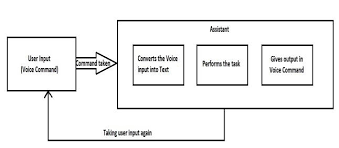 Assistant
User Input
(Voice Command)
Command taken
Converts the Voice
input into Text
Performs the task
Gives output in
Voice Command
Taking user input again